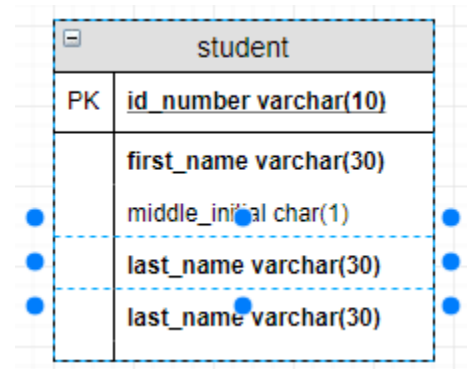 student
PK id_number varchar(10)
first_name varchar(30)
middle_initial char(1)
last_name varchar(30)
last_name varchar(30)